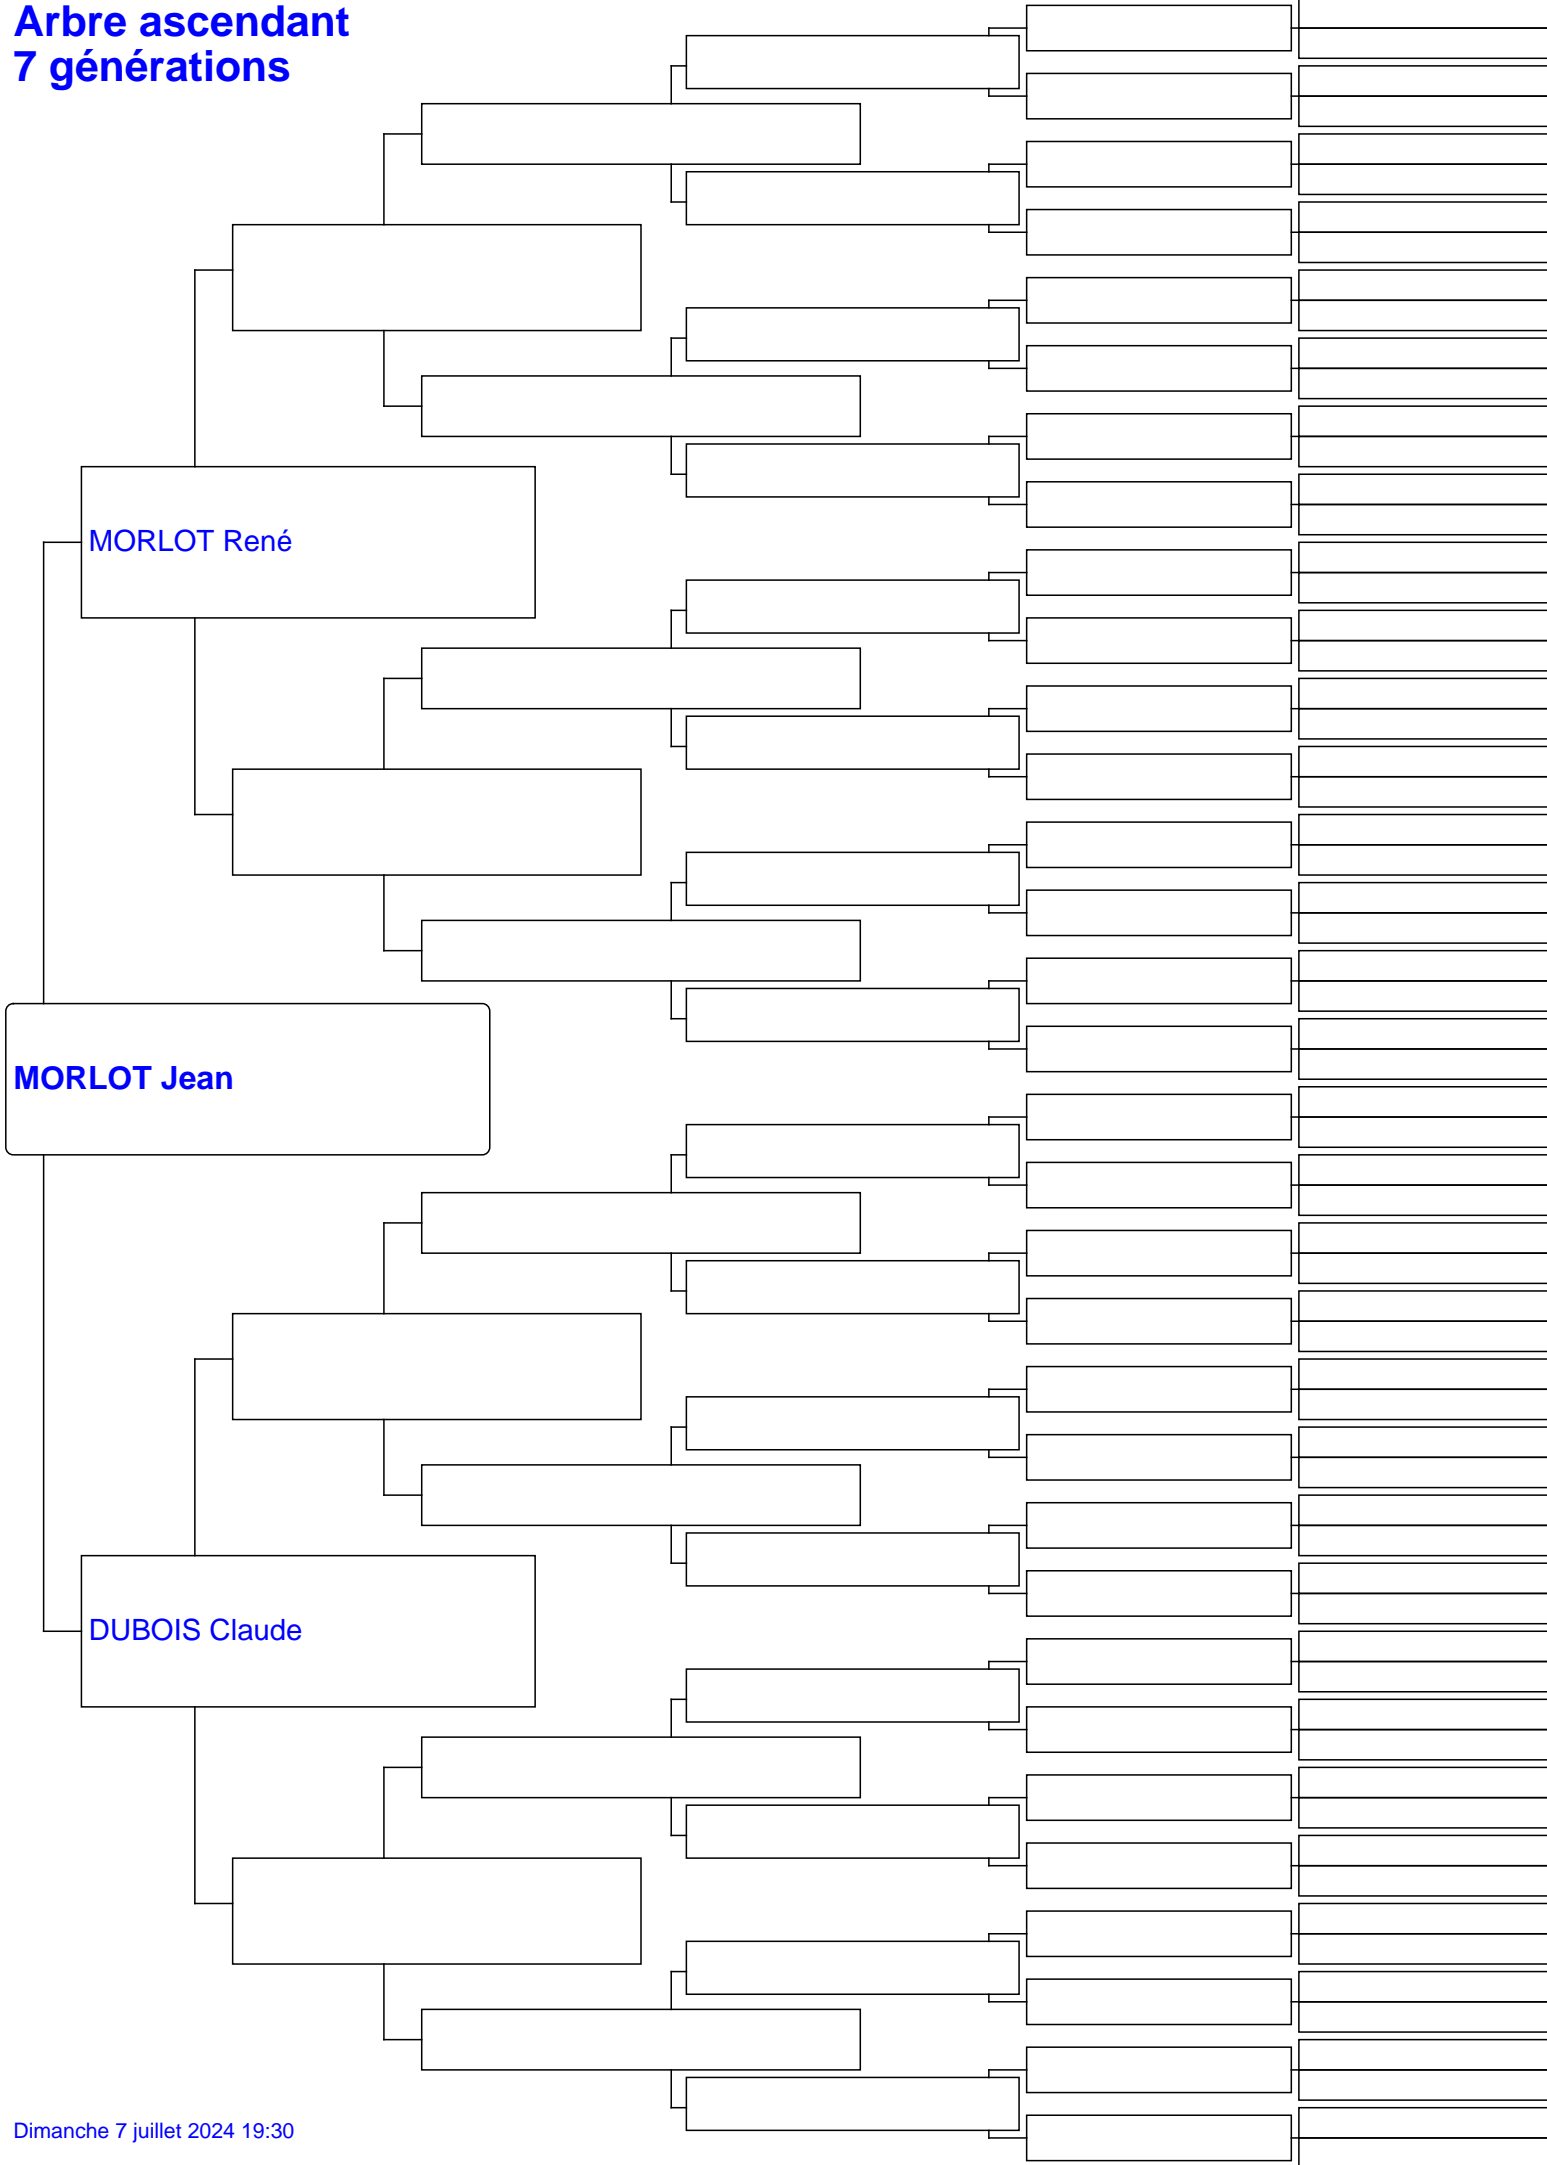 Arbre ascendant
7 générations
MORLOT René
MORLOT Jean
DUBOIS Claude
Dimanche 7 juillet 2024 19:30